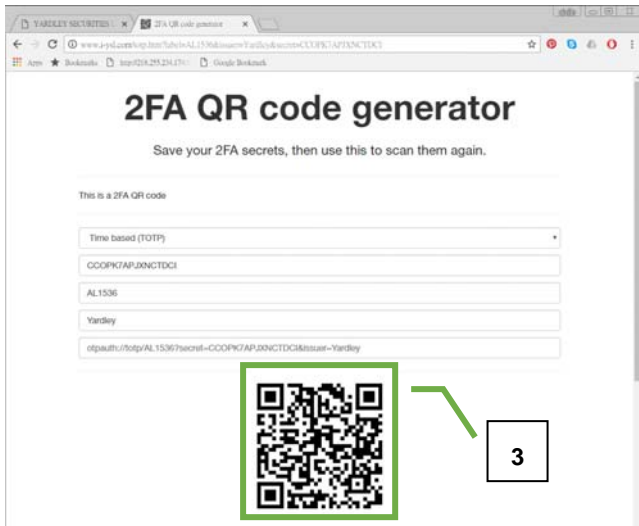 YARDLEY SECURITIES
2FA QR code generator
Apps Bookmarks Google Bookmark
2FA QR code generator
Save your 2FA secrets, then use this to scan them again.
This is a 2FA QR code
Time based (TOTP)
CCOPK7APJXNCTDCI
AL1536
Yardley
otpauth://totp/AL1536?secret=CCOPK7APJXNCTDCI&issuer=Yardley
3